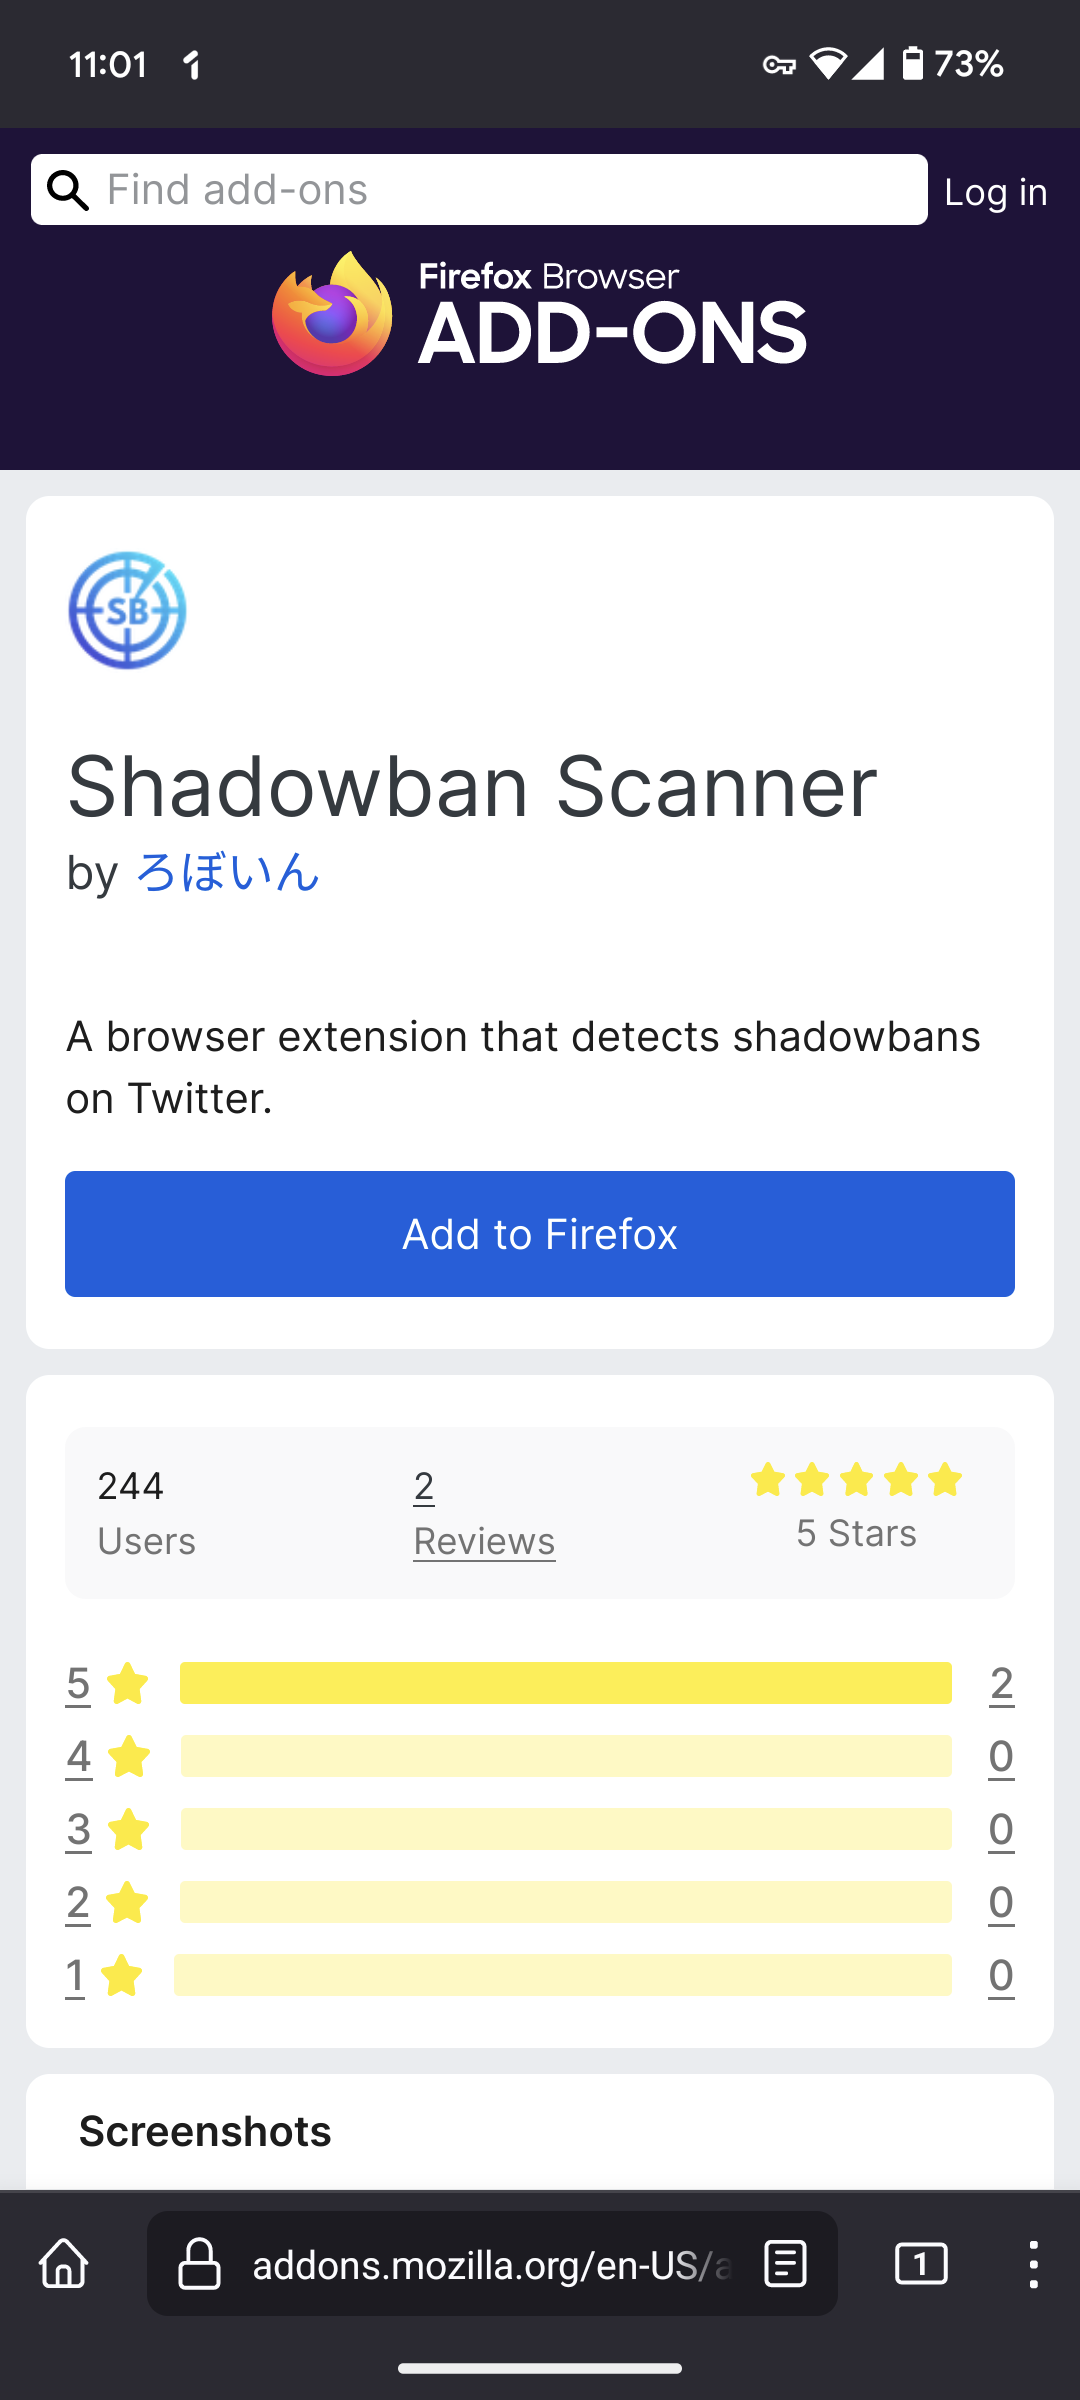 11:01
73%
Find add-ons
Log in
Firefox Browser
ADD-ONS
SB
Shadowban Scanner
by ろぼいん
A browser extension that detects shadowbans
on Twitter.
Add to Firefox
244
Users
2
Reviews
5 Stars
5 2
4 0
3 0
2 0
1 0
Screenshots
addons.mozilla.org/en-US/a
1